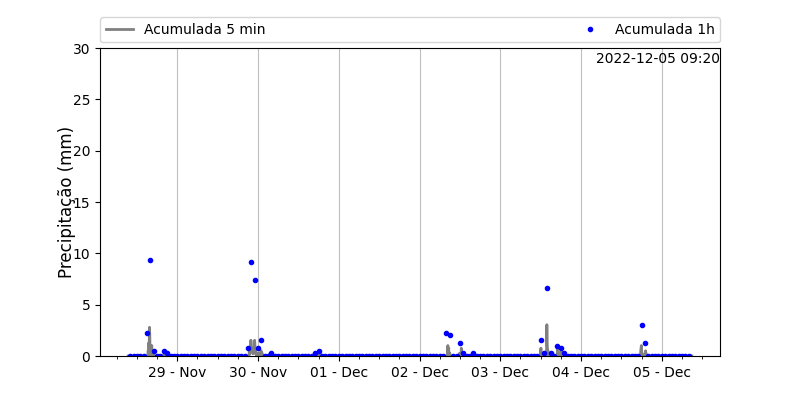 Acumulada 5 min
Acumulada 1h
2022-12-05 09:20
Precipitação (mm)
30
25
20
15
10
5
0
29 - Nov
30 - Nov
01 - Dec
02 - Dec
03 - Dec
04 - Dec
05 - Dec